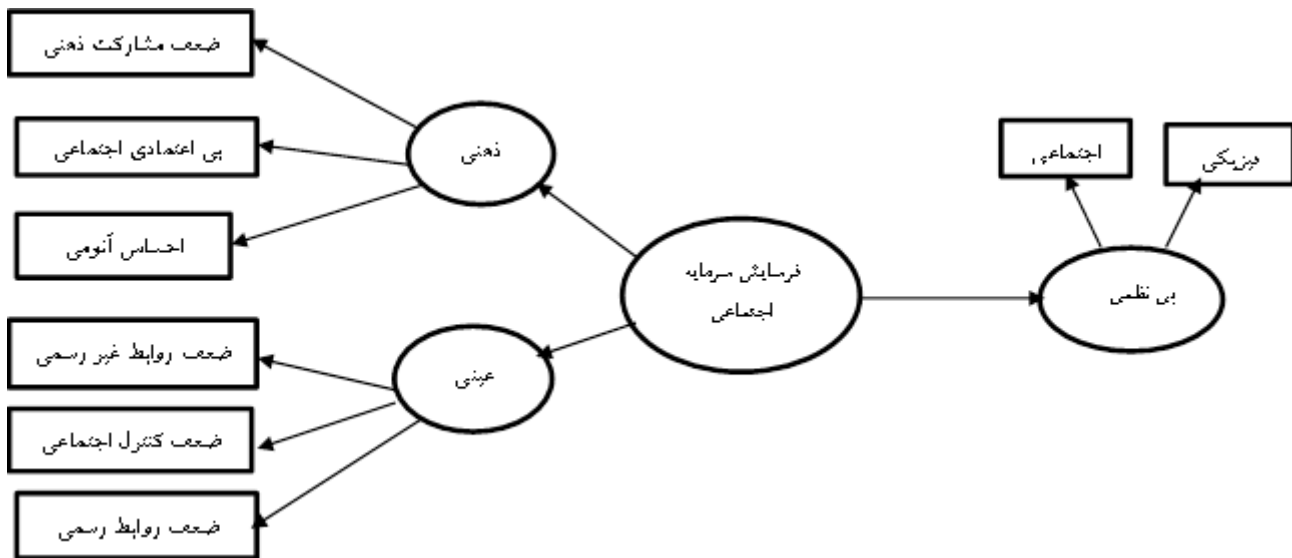 ضعف مشارکت ذهنی
بی اعتمادی اجتماعی
احساس آنومی
ذهنی
ضعف روابط غیر رسمی
ضعف کنترل اجتماعی
ضعف روابط رسمی
عینی
فرسایش سرمایه
اجتماعی
اجتماعی
فیزیکی
بی نظمی